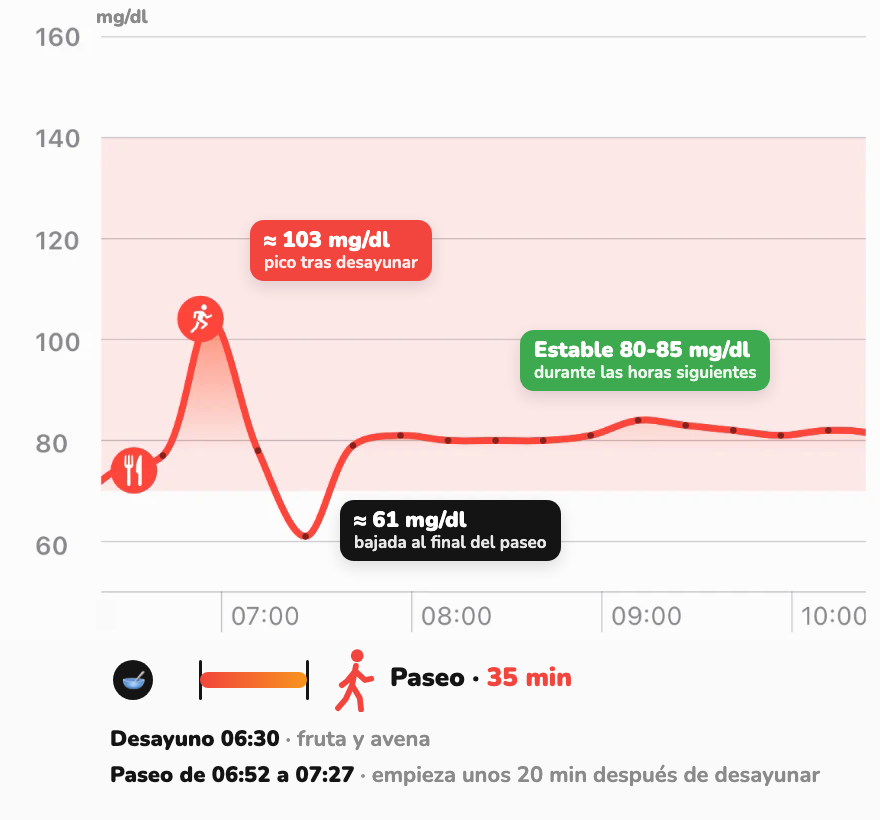 mg/dl
160
140
120
100
80
60
≈ 103 mg/dl
pico tras desayunar
Estable 80-85 mg/dl
durante las horas siguientes
≈ 61 mg/dl
bajada al final del paseo
07:00
08:00
09:00
10:00
Paseo · 35 min
Desayuno 06:30 · fruta y avena
Paseo de 06:52 a 07:27 · empieza unos 20 min después de desayunar